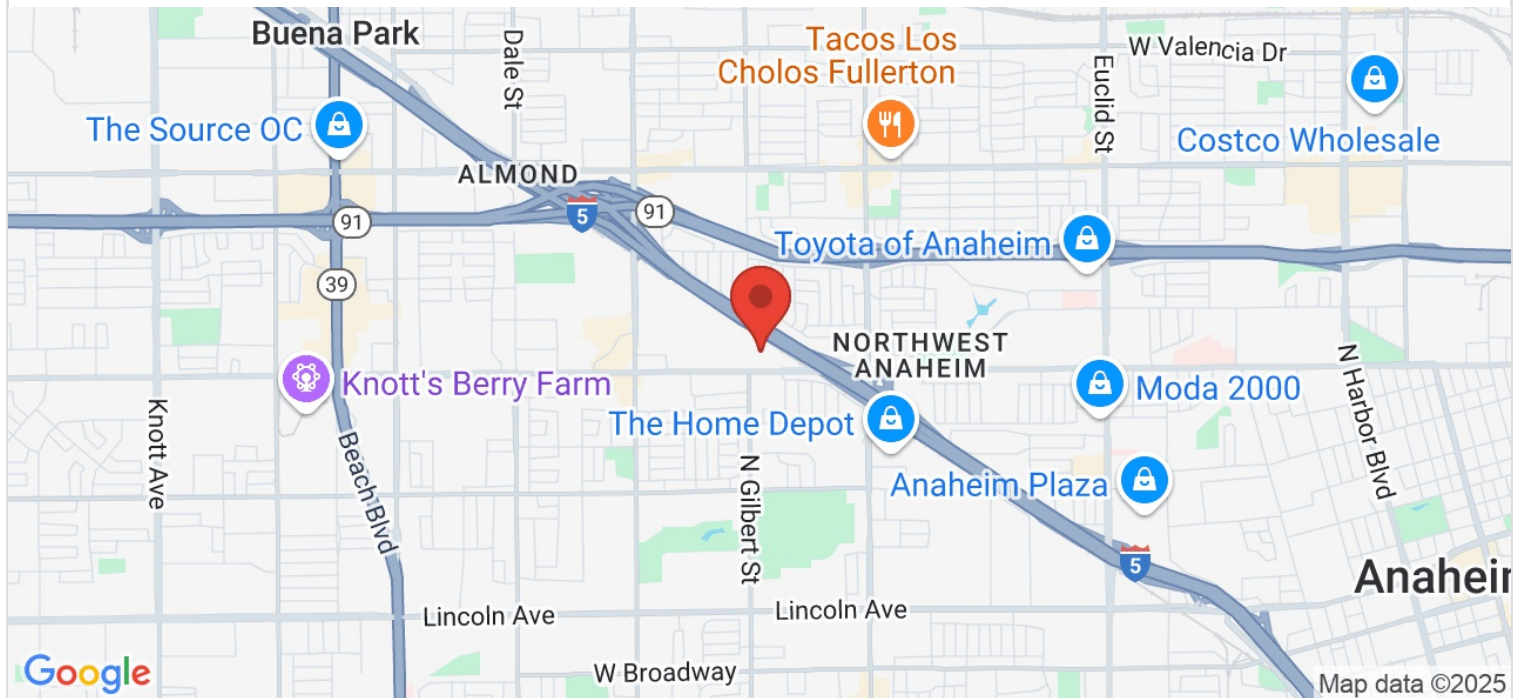 Buena Park
Dale St
Tacos Los
Cholos Fullerton
W Valencia Dr
Euclid St
The Source OC
Costco Wholesale
ALMOND
5
91
91
Toyota of Anaheim
39
NORTHWEST
ANAHEIM
Knott's Berry Farm
Moda 2000
The Home Depot
N Harbor Blvd
Knott Ave
Beach Blvd
N Gilbert St
Anaheim Plaza
5
Anaheim
Lincoln Ave
Lincoln Ave
W Broadway
Google
Map data ©2025